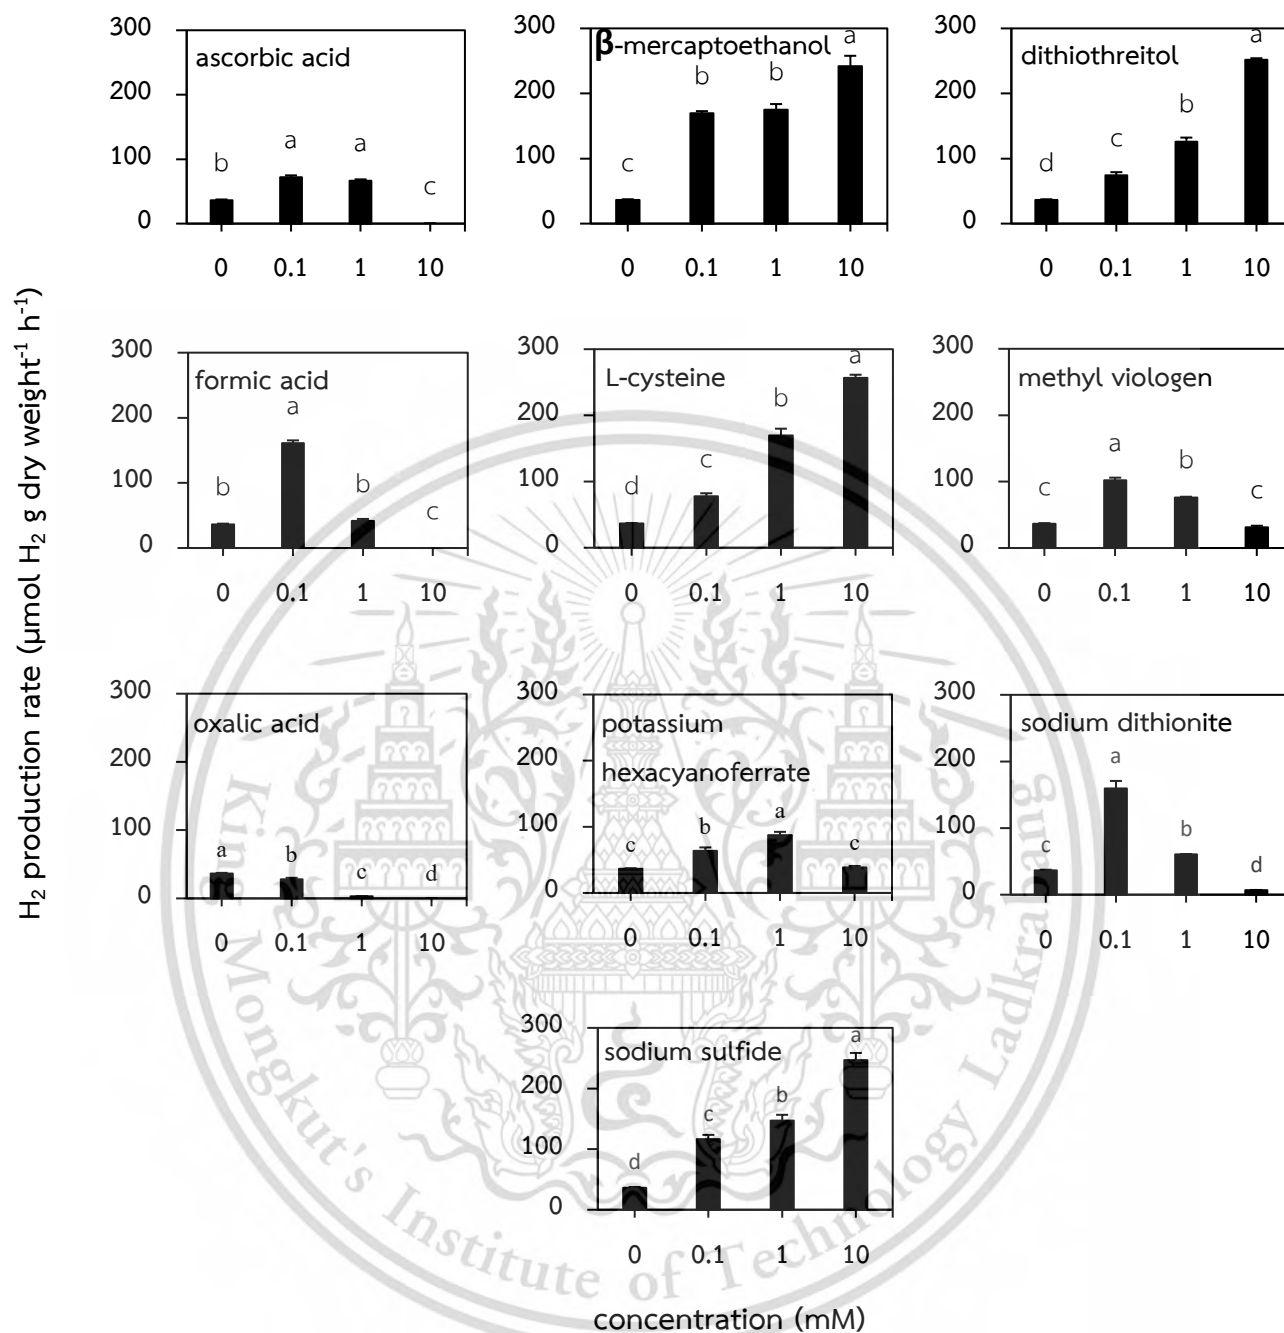 H₂ production rate (µmol H₂ g dry weight⁻¹ h⁻¹)
300
200
100
0
ascorbic acid
b
a
a
c
0 0.1 1 10
300
200
100
0
β-mercaptoethanol
c
b
b
a
0 0.1 1 10
300
200
100
0
dithiothreitol
d
c
b
a
0 0.1 1 10
300
200
100
0
formic acid
b
a
b
c
0 0.1 1 10
300
200
100
0
L-cysteine
d
c
b
a
0 0.1 1 10
300
200
100
0
methyl viologen
c
a
b
c
0 0.1 1 10
300
200
100
0
oxalic acid
a
b
c
d
0 0.1 1 10
300
200
100
0
potassium
hexacyanoferrate
c
b
a
c
0 0.1 1 10
300
200
100
0
sodium dithionite
c
a
b
d
0 0.1 1 10
300
200
100
0
sodium sulfide
d
c
b
a
0 0.1 1 10
concentration (mM)
King Mongkut's Institute of Technology Ladkrabang